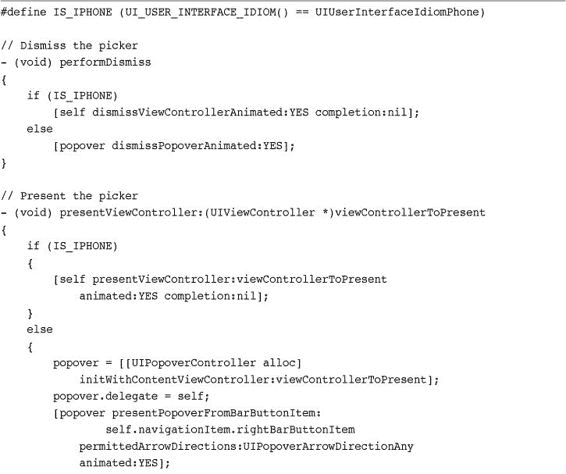 #define IS_IPHONE (UI_USER_INTERFACE_IDIOM() == UIUserInterfaceIdiomPhone)
// Dismiss the picker
- (void) performDismiss
{
    if (IS_IPHONE)
        [self dismissViewControllerAnimated:YES completion:nil];
    else
        [popover dismissPopoverAnimated:YES];
}
// Present the picker
- (void) presentViewController:(UIViewController *)viewControllerToPresent
{
    if (IS_IPHONE)
    {
        [self presentViewController:viewControllerToPresent
            animated:YES completion:nil];
    }
    else
    {
        popover = [[UIPopoverController alloc]
            initWithContentViewController:viewControllerToPresent];
        popover.delegate = self;
        [popover presentPopoverFromBarButtonItem:
                self.navigationItem.rightBarButtonItem
            permittedArrowDirections:UIPopoverArrowDirectionAny
            animated:YES];